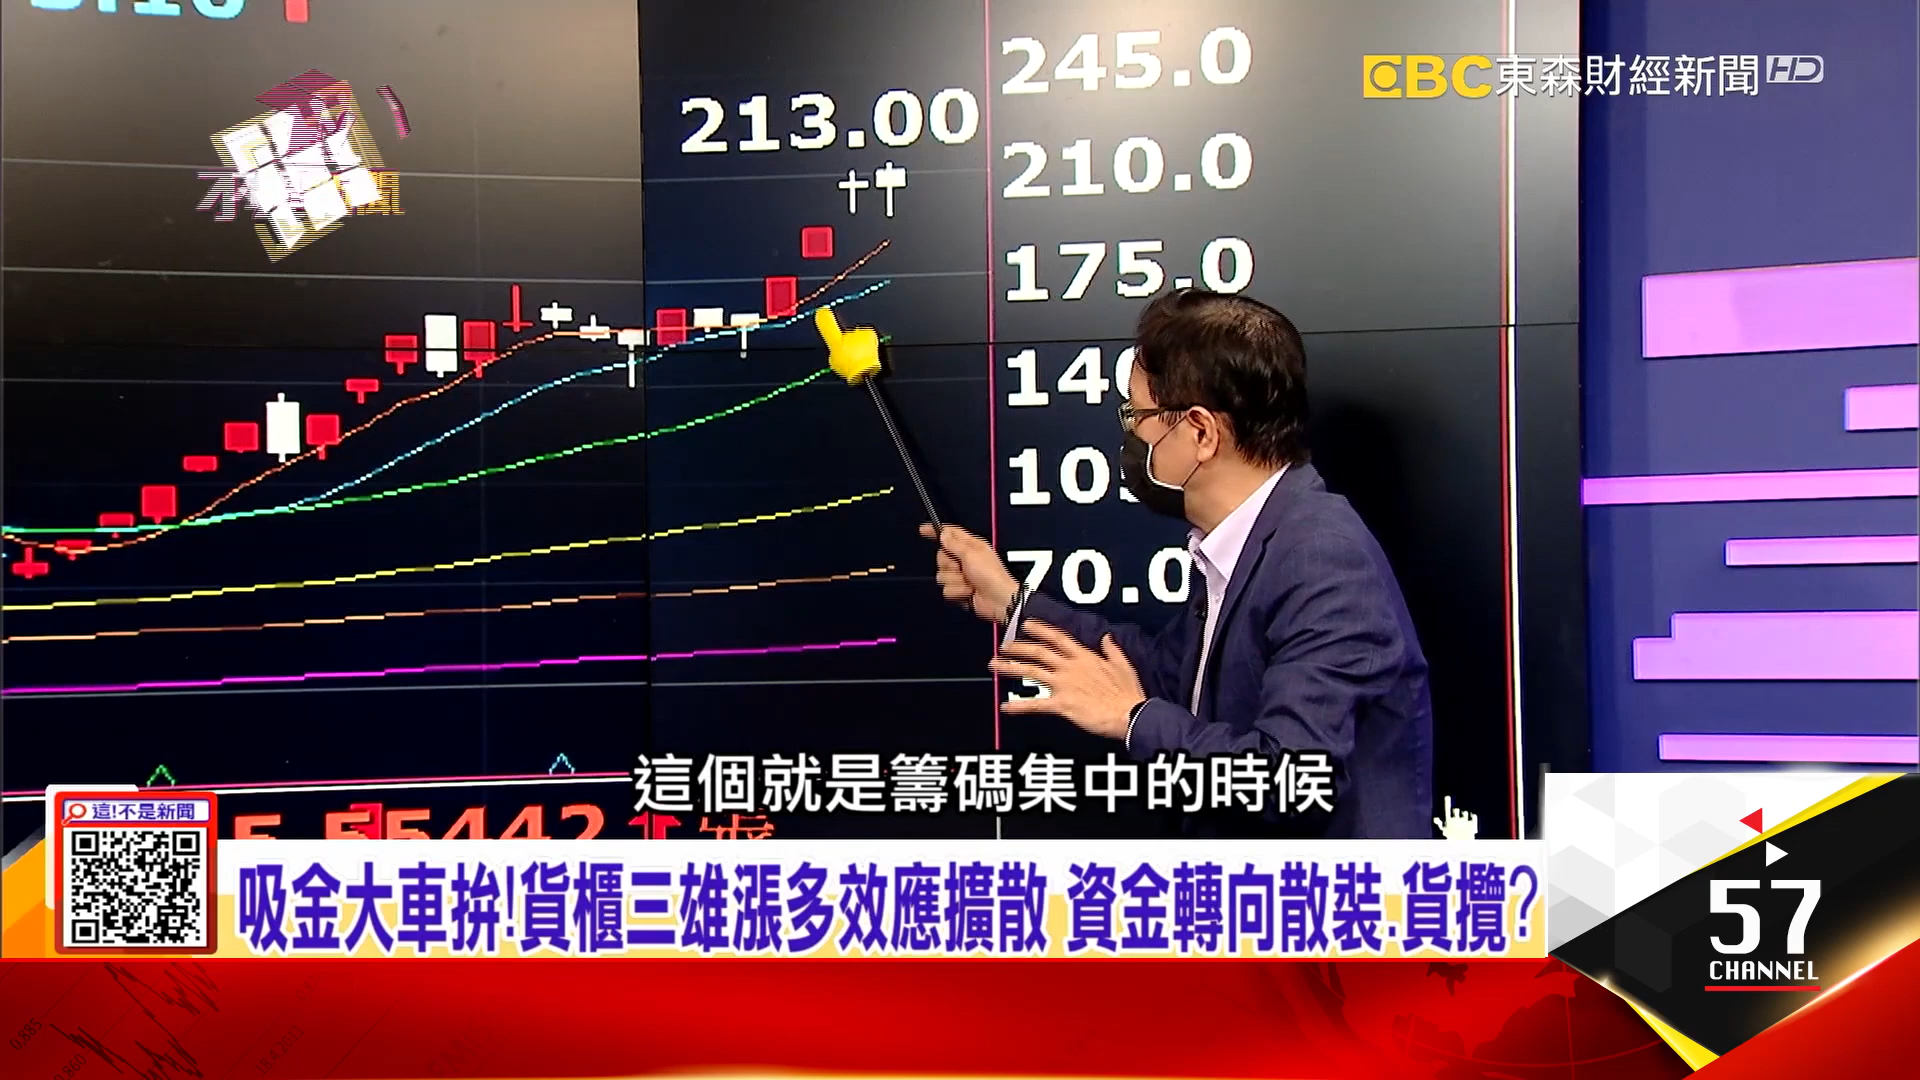 EBC東森財經新聞HD
213.00
245.0
210.0
175.0
70.0
這個就是籌碼集中的時候
這!不是新聞
吸金大車拚!貨櫃三雄漲多效應擴散 資金轉向散裝.貨攬?
57
CHANNEL